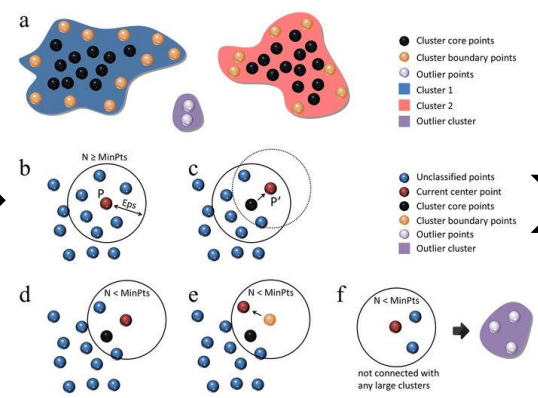 a
Cluster core points
Cluster boundary points
Outlier points
Cluster 1
Cluster 2
Outlier cluster
b
N ≥ MinPts
P
Eps
c
P′
Unclassified points
Current center point
Cluster core points
Cluster boundary points
Outlier points
Outlier cluster
d
N < MinPts
e
N < MinPts
f
N < MinPts
not connected with
any large clusters